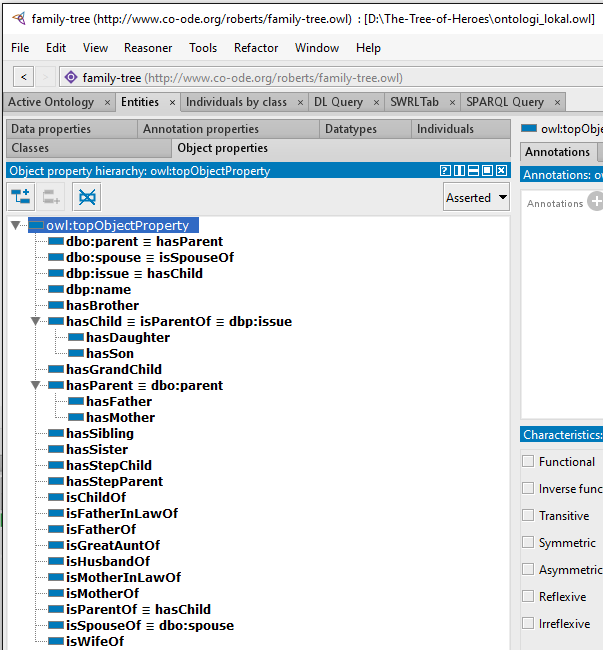 family-tree (http://www.co-ode.org/roberts/family-tree.owl) : [D:\The-Tree-of-Heroes\ontologi_lokal.owl]
File Edit View Reasoner Tools Refactor Window Help
< > family-tree (http://www.co-ode.org/roberts/family-tree.owl)
Active Ontology × Entities × Individuals by class × DL Query × SWRLTab × SPARQL Query ×
Data properties Annotation properties Datatypes Individuals
Classes Object properties
Object property hierarchy: owl:topObjectProperty
Asserted
owl:topObjectProperty
dbo:parent ≡ hasParent
dbo:spouse ≡ isSpouseOf
dbp:issue ≡ hasChild
dbp:name
hasBrother
hasChild ≡ isParentOf ≡ dbp:issue
hasDaughter
hasSon
hasGrandChild
hasParent ≡ dbo:parent
hasFather
hasMother
hasSibling
hasSister
hasStepChild
hasStepParent
isChildOf
isFatherInLawOf
isFatherOf
isGreatAuntOf
isHusbandOf
isMotherInLawOf
isMotherOf
isParentOf ≡ hasChild
isSpouseOf ≡ dbo:spouse
isWifeOf
owl:topObje
Annotations
Annotations: o
Annotations
Characteristics:
Functional
Inverse func
Transitive
Symmetric
Asymmetric
Reflexive
Irreflexive